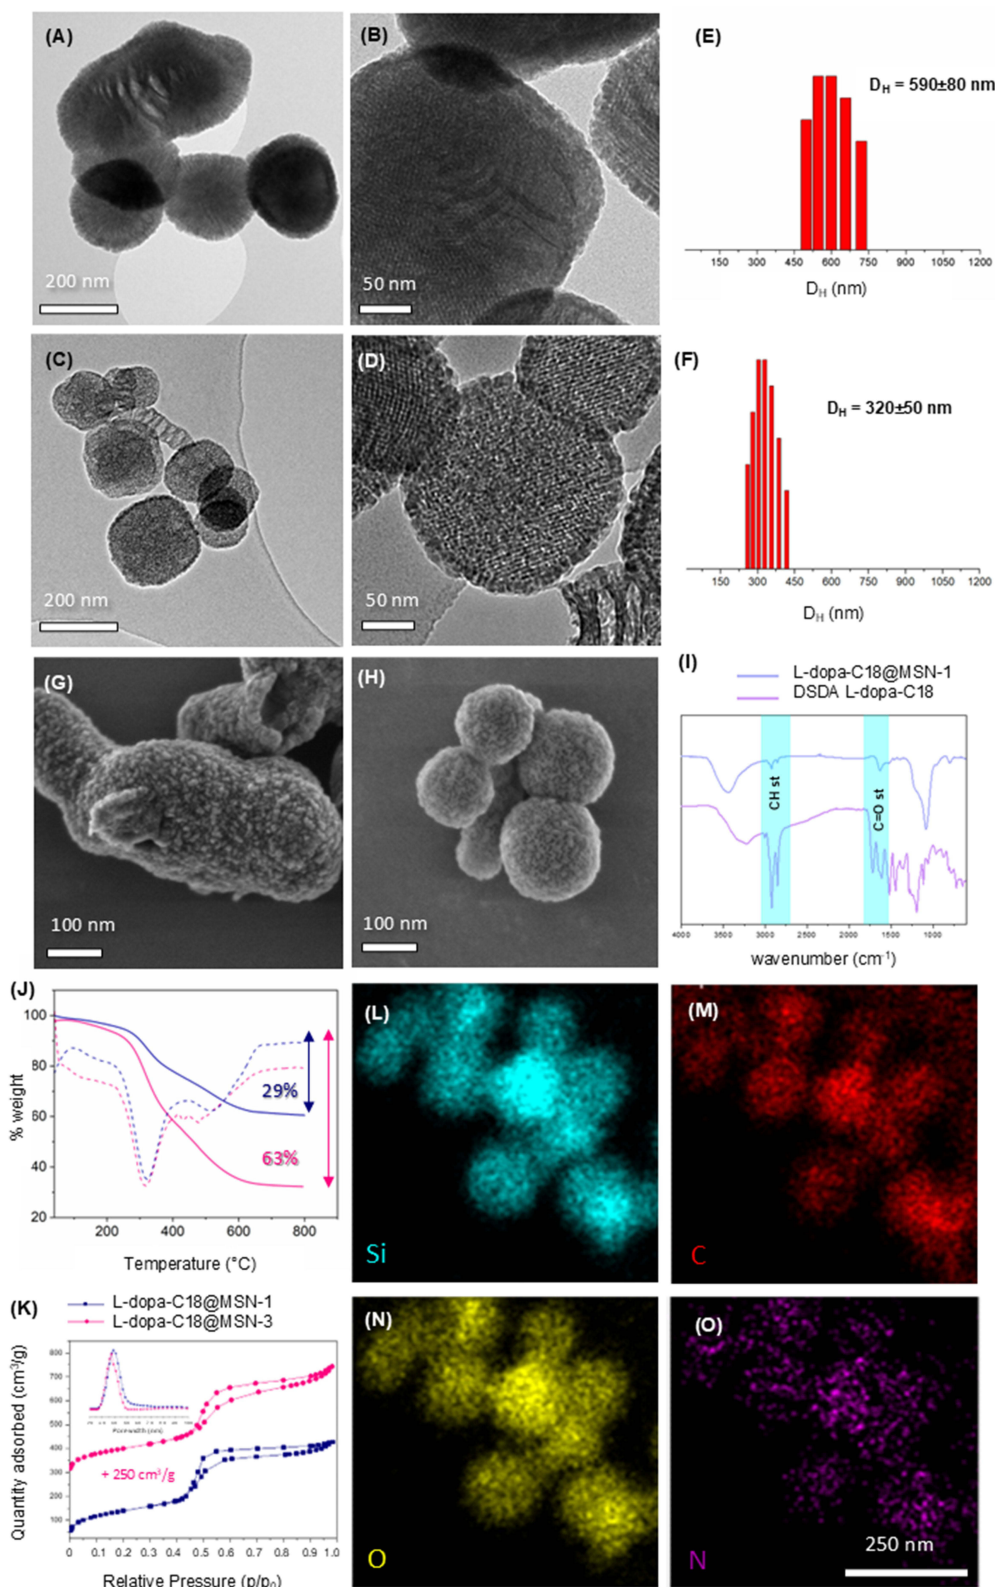 (A)
200 nm
(B)
50 nm
(E)
D_H = 590±80 nm
150 300 450 600 750 900 1050 1200
D_H (nm)
(C)
200 nm
(D)
50 nm
(F)
D_H = 320±50 nm
150 300 450 600 750 900 1050 1200
D_H (nm)
(G)
100 nm
(H)
100 nm
(I)
L-dopa-C18@MSN-1
DSDA L-dopa-C18
CH st
C=O st
4000 3500 3000 2500 2000 1500 1000
wavenumber (cm⁻¹)
(J)
100
80
60
40
20
% weight
29%
63%
200 400 600 800
Temperature (°C)
(L)
Si
(M)
C
(K)
L-dopa-C18@MSN-1
L-dopa-C18@MSN-3
800
700
600
500
400
300
200
100
Quantity adsorbed (cm³/g)
+ 250 cm³/g
0 0.1 0.2 0.3 0.4 0.5 0.6 0.7 0.8 0.9 1.0
Relative Pressure (p/p₀)
(N)
O
(O)
N
250 nm